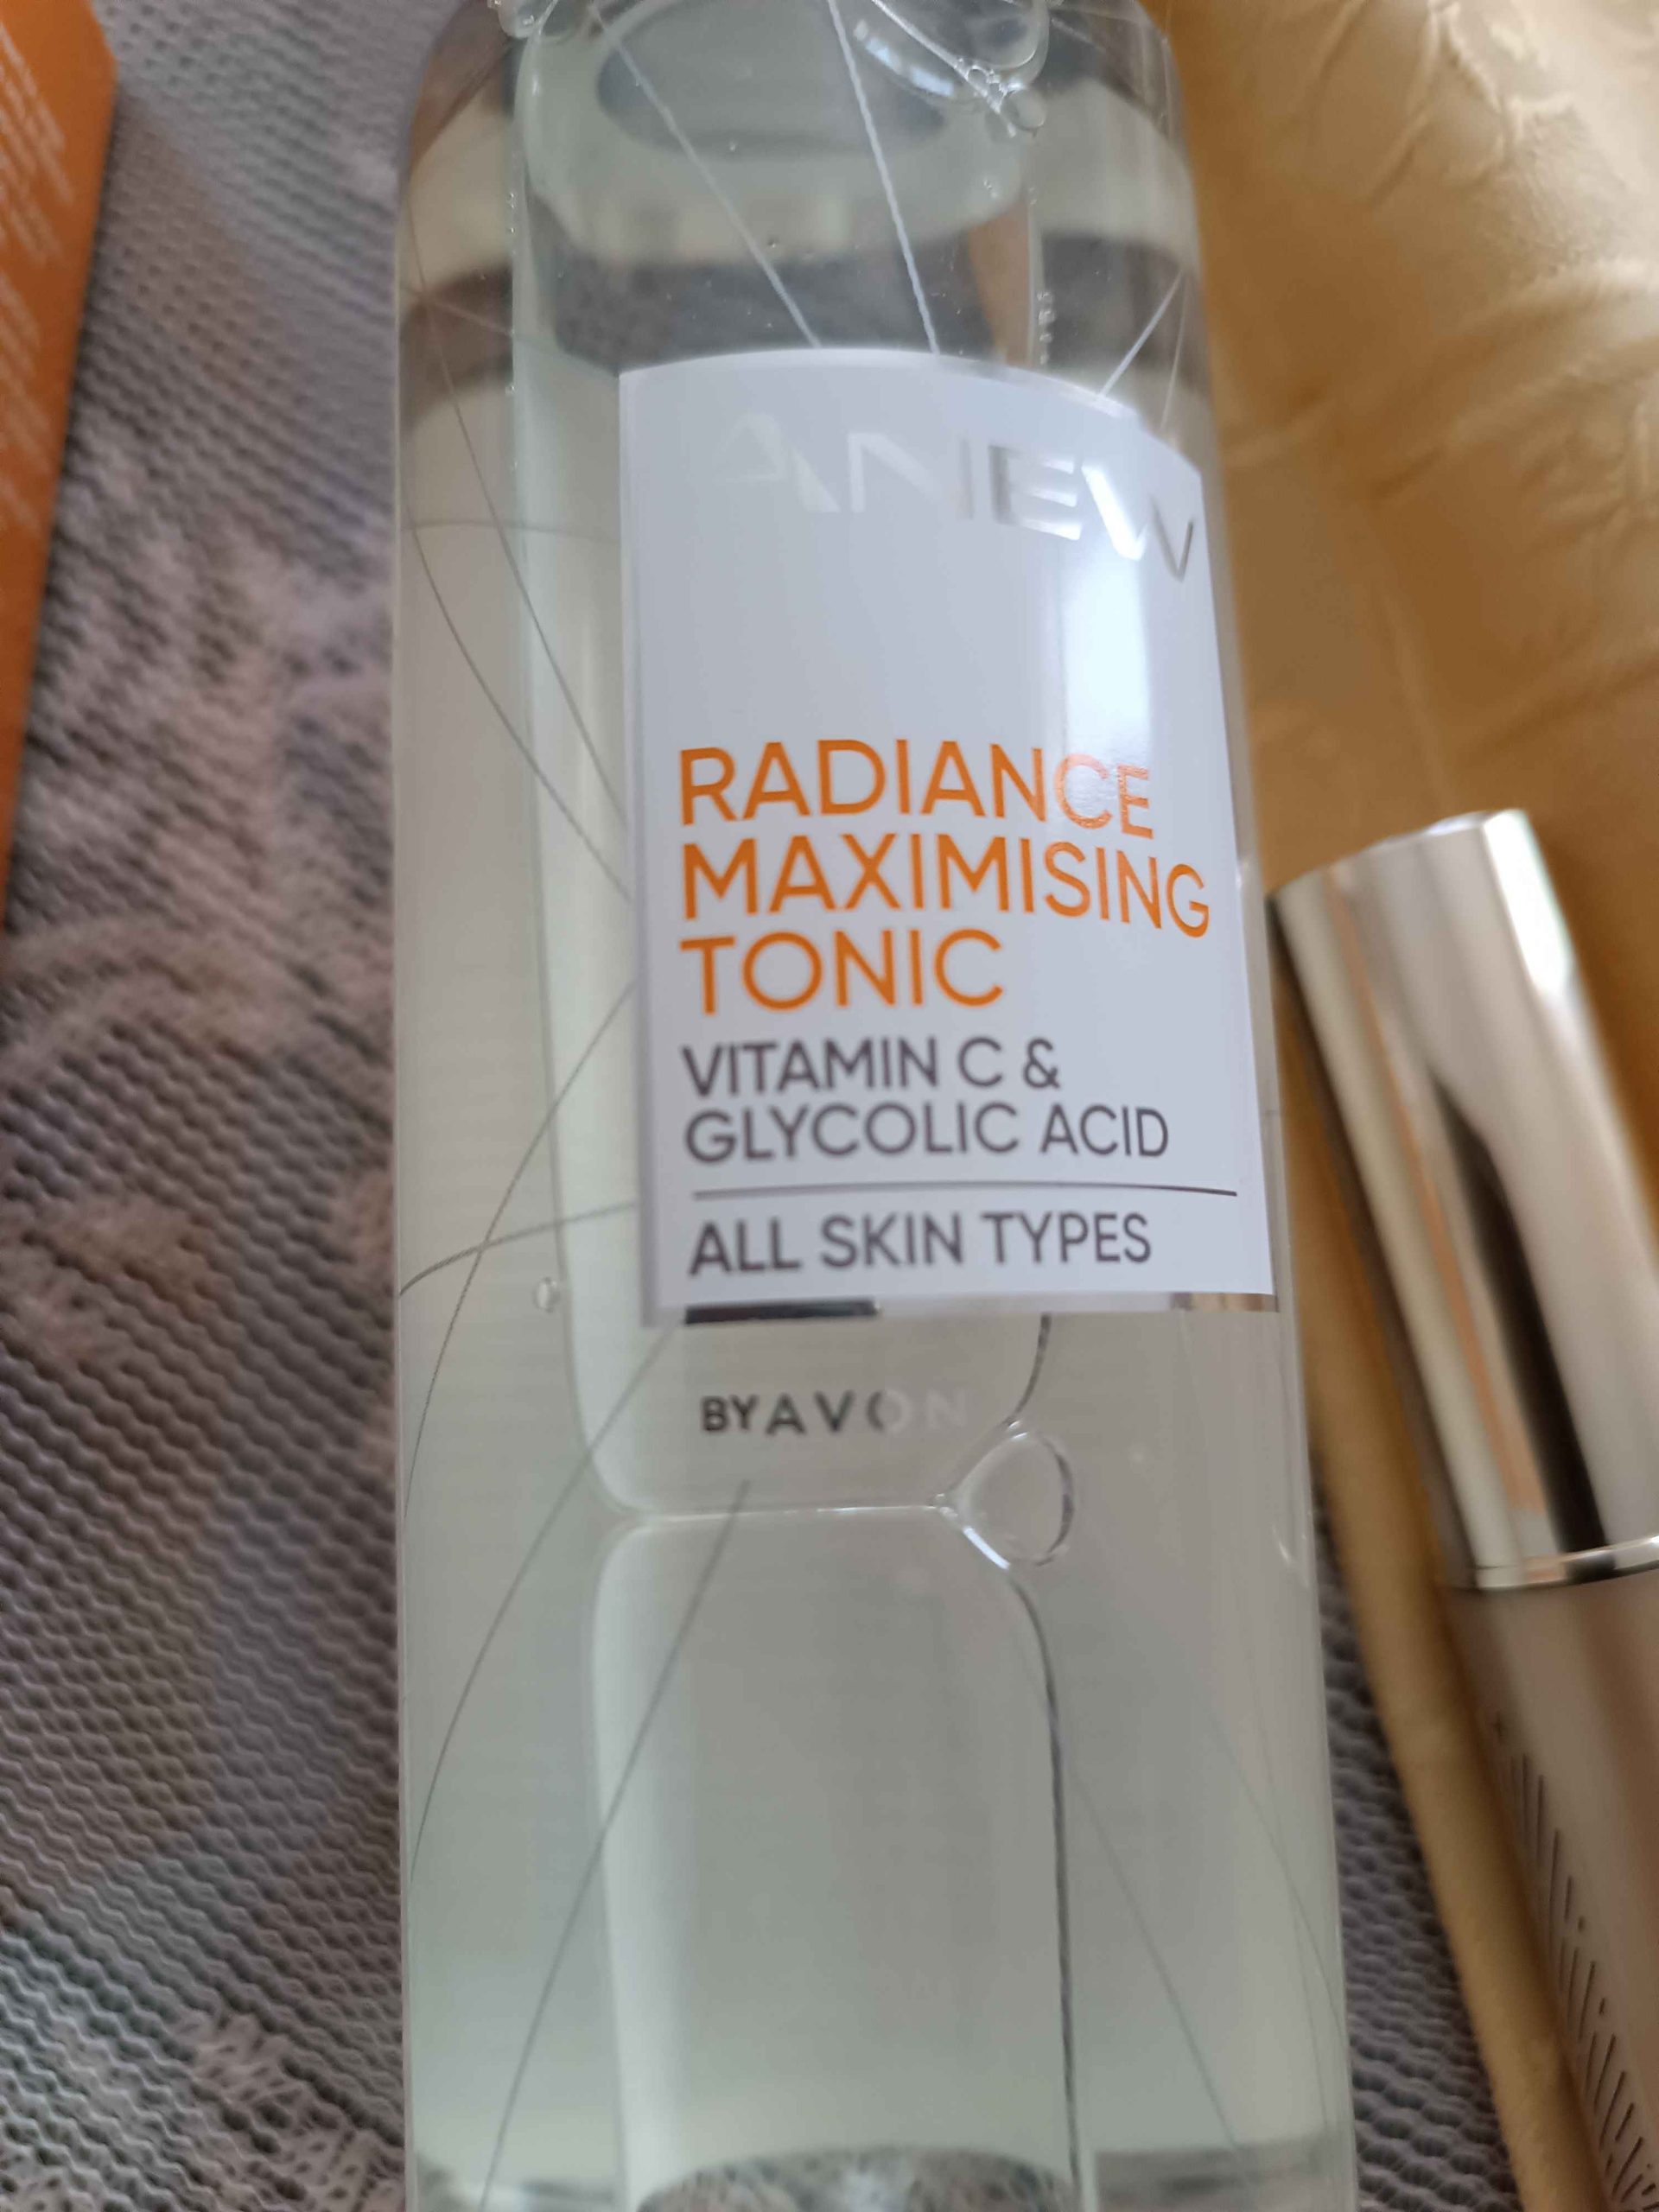 ANEW
RADIANCE
MAXIMISING
TONIC
VITAMIN C &
GLYCOLIC ACID
ALL SKIN TYPES
BY AVON